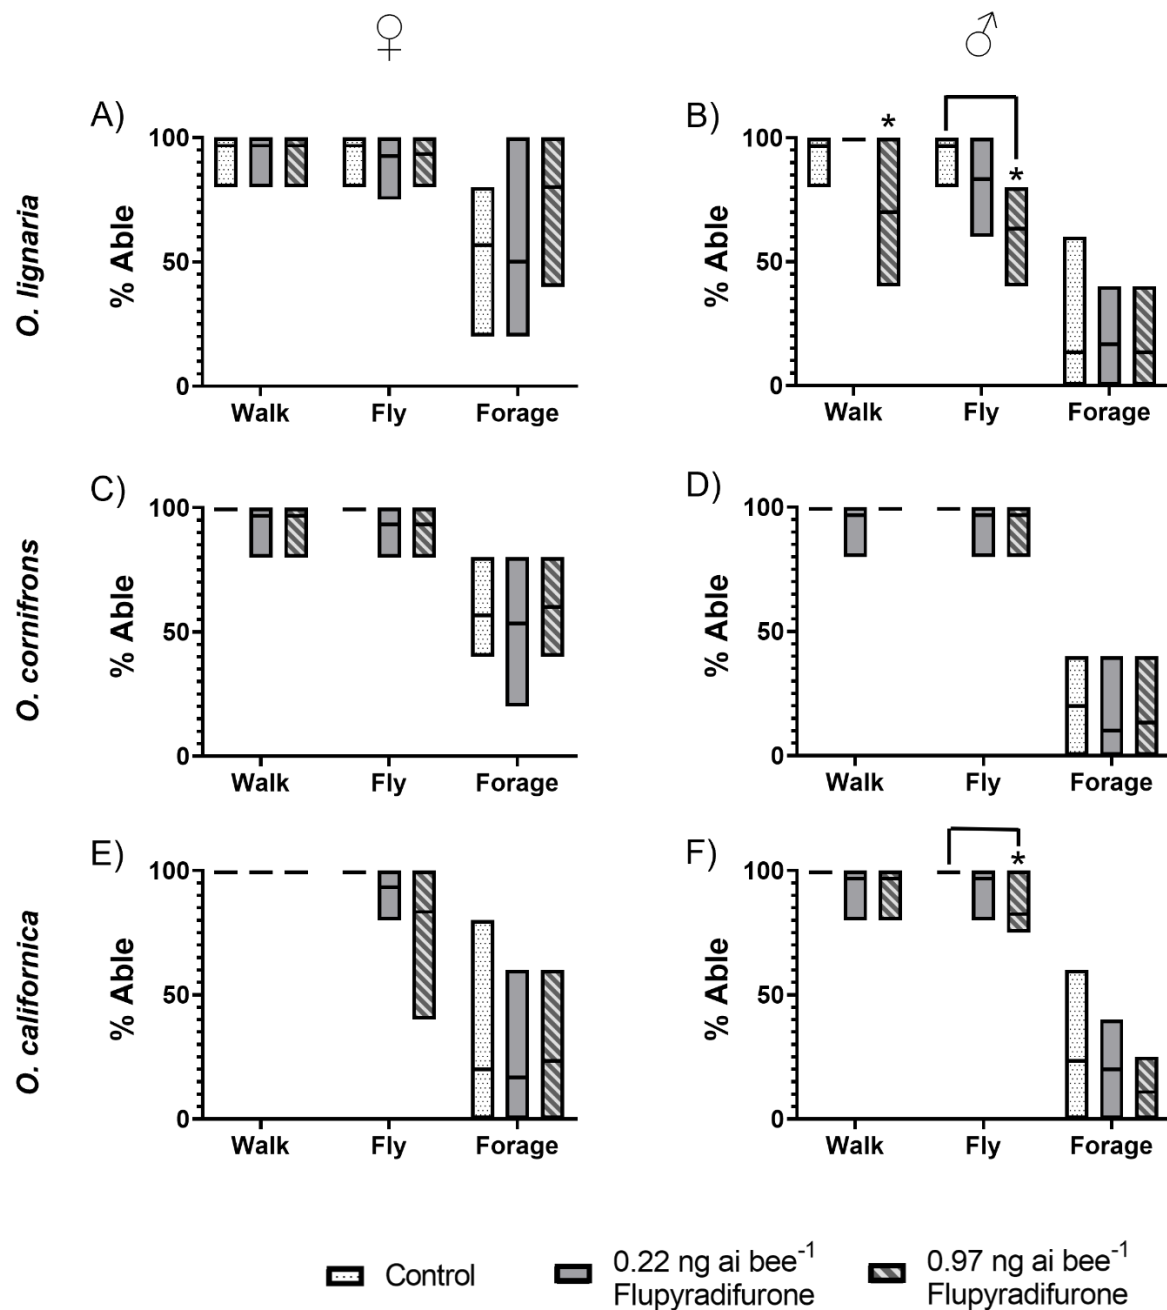 ♀ ♂
A) B)
O. lignaria
% Able
100
50
0
Walk Fly Forage
% Able
100
50
0
* *
Walk Fly Forage
C) D)
O. cornifrons
% Able
100
50
0
Walk Fly Forage
% Able
100
50
0
Walk Fly Forage
E) F)
O. californica
% Able
100
50
0
Walk Fly Forage
% Able
100
50
0
*
Walk Fly Forage
Control
0.22 ng ai bee⁻¹
Flupyradifurone
0.97 ng ai bee⁻¹
Flupyradifurone